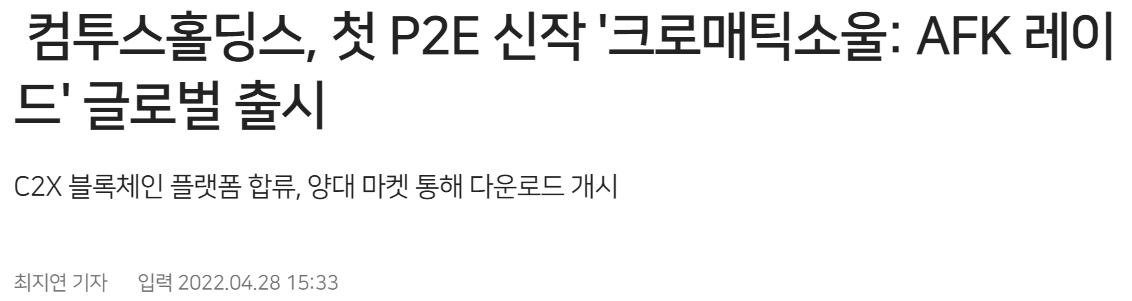 컴투스홀딩스, 첫 P2E 신작 '크로매틱소울: AFK 레이
드' 글로벌 출시
C2X 블록체인 플랫폼 합류, 양대 마켓 통해 다운로드 개시
최지연 기자 입력 2022.04.28 15:33